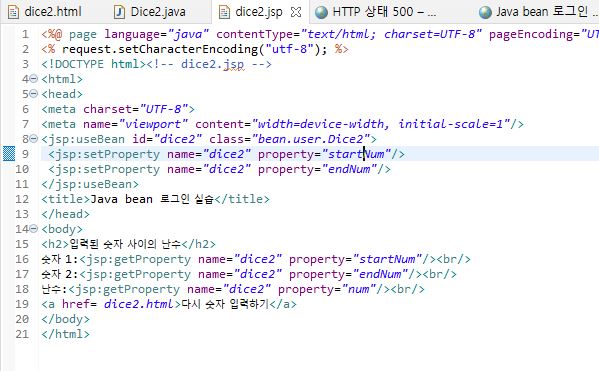 dice2.html Dice2.java dice2.jsp HTTP 상태 500 – ... Java bean 로그인 ...
1 <%@ page language="java" contentType="text/html; charset=UTF-8" pageEncoding="UT
2 <% request.setCharacterEncoding("utf-8"); %>
3 <!DOCTYPE html><!-- dice2.jsp -->
4 <html>
5 <head>
6 <meta charset="UTF-8">
7 <meta name="viewport" content="width=device-width, initial-scale=1"/>
8 <jsp:useBean id="dice2" class="bean.user.Dice2">
9 <jsp:setProperty name="dice2" property="startNum"/>
10 <jsp:setProperty name="dice2" property="endNum"/>
11 </jsp:useBean>
12 <title>Java bean 로그인 실습</title>
13 </head>
14 <body>
15 <h2>입력된 숫자 사이의 난수</h2>
16 숫자 1:<jsp:getProperty name="dice2" property="startNum"/><br/>
17 숫자 2:<jsp:getProperty name="dice2" property="endNum"/><br/>
18 난수:<jsp:getProperty name="dice2" property="num"/><br/>
19 <a href= dice2.html>다시 숫자 입력하기</a>
20 </body>
21 </html>